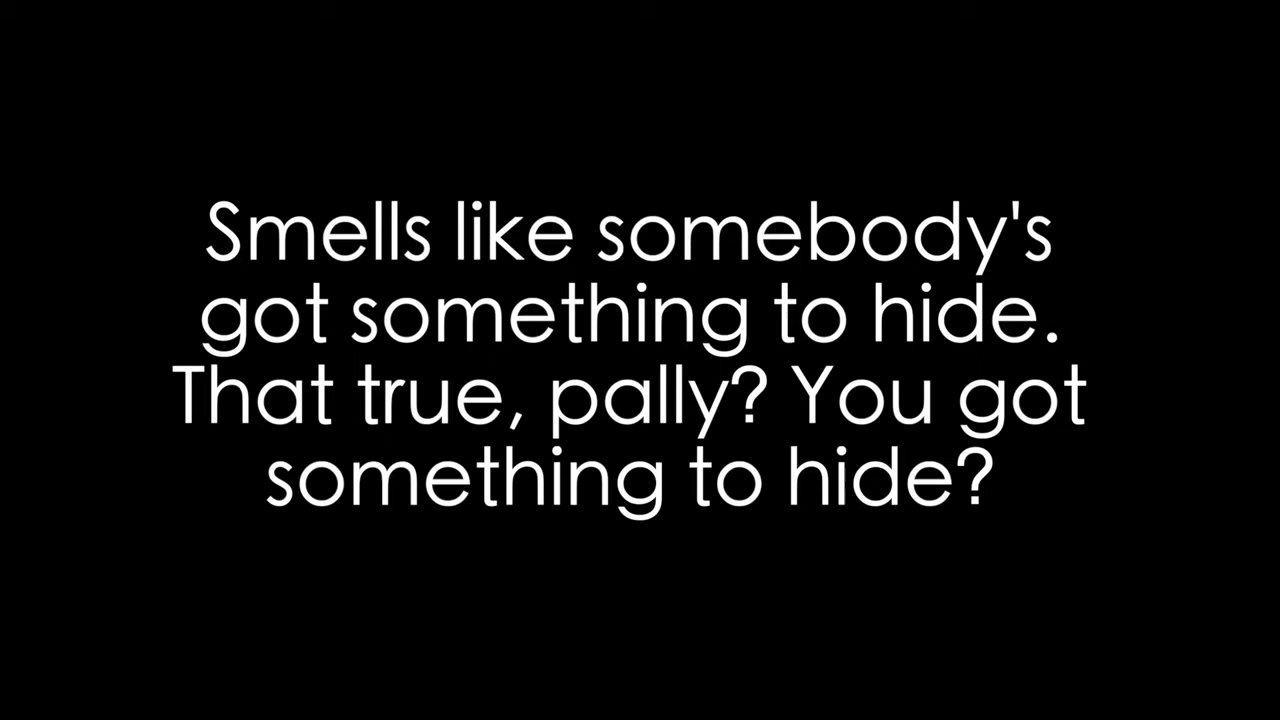 Smells like somebody's
got something to hide.
That true, pally? You got
something to hide?